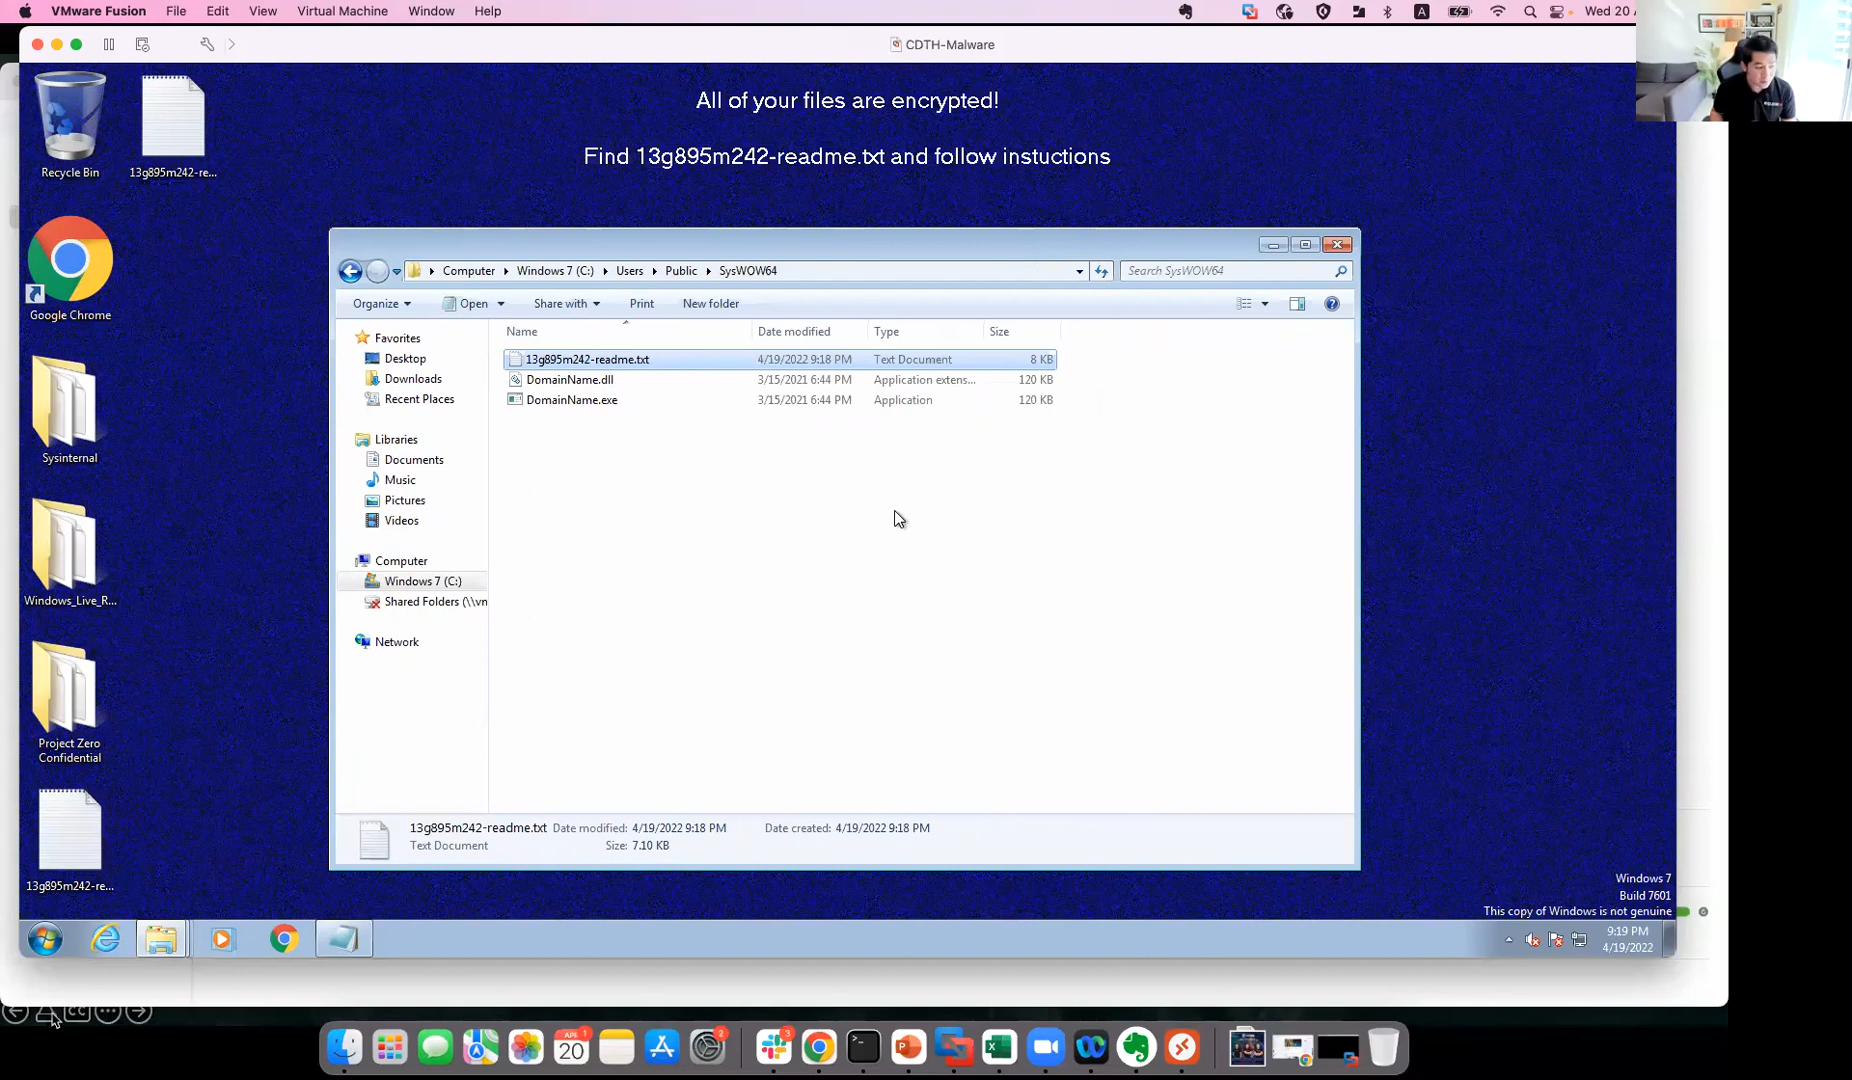 VMware Fusion File Edit View Virtual Machine Window Help
A
Wed 20
CDTH-Malware
All of your files are encrypted!
Find 13g895m242-readme.txt and follow instuctions
Recycle Bin
13g895m242-re...
Google Chrome
Sysinternal
Windows_Live_R...
Project Zero
Confidential
13g895m242-re...
Computer Windows 7 (C:) Users Public SysWOW64
Search SysWOW64
Organize Open Share with Print New folder
Favorites
Desktop
Downloads
Recent Places
Libraries
Documents
Music
Pictures
Videos
Computer
Windows 7 (C:)
Shared Folders (\\vn
Network
Name Date modified Type Size
13g895m242-readme.txt 4/19/2022 9:18 PM Text Document 8 KB
DomainName.dll 3/15/2021 6:44 PM Application extens... 120 KB
DomainName.exe 3/15/2021 6:44 PM Application 120 KB
13g895m242-readme.txt Date modified: 4/19/2022 9:18 PM Date created: 4/19/2022 9:18 PM
Text Document Size: 7.10 KB
Windows 7
Build 7601
This copy of Windows is not genuine
9:19 PM
4/19/2022
CC
APR
20
1
2
3